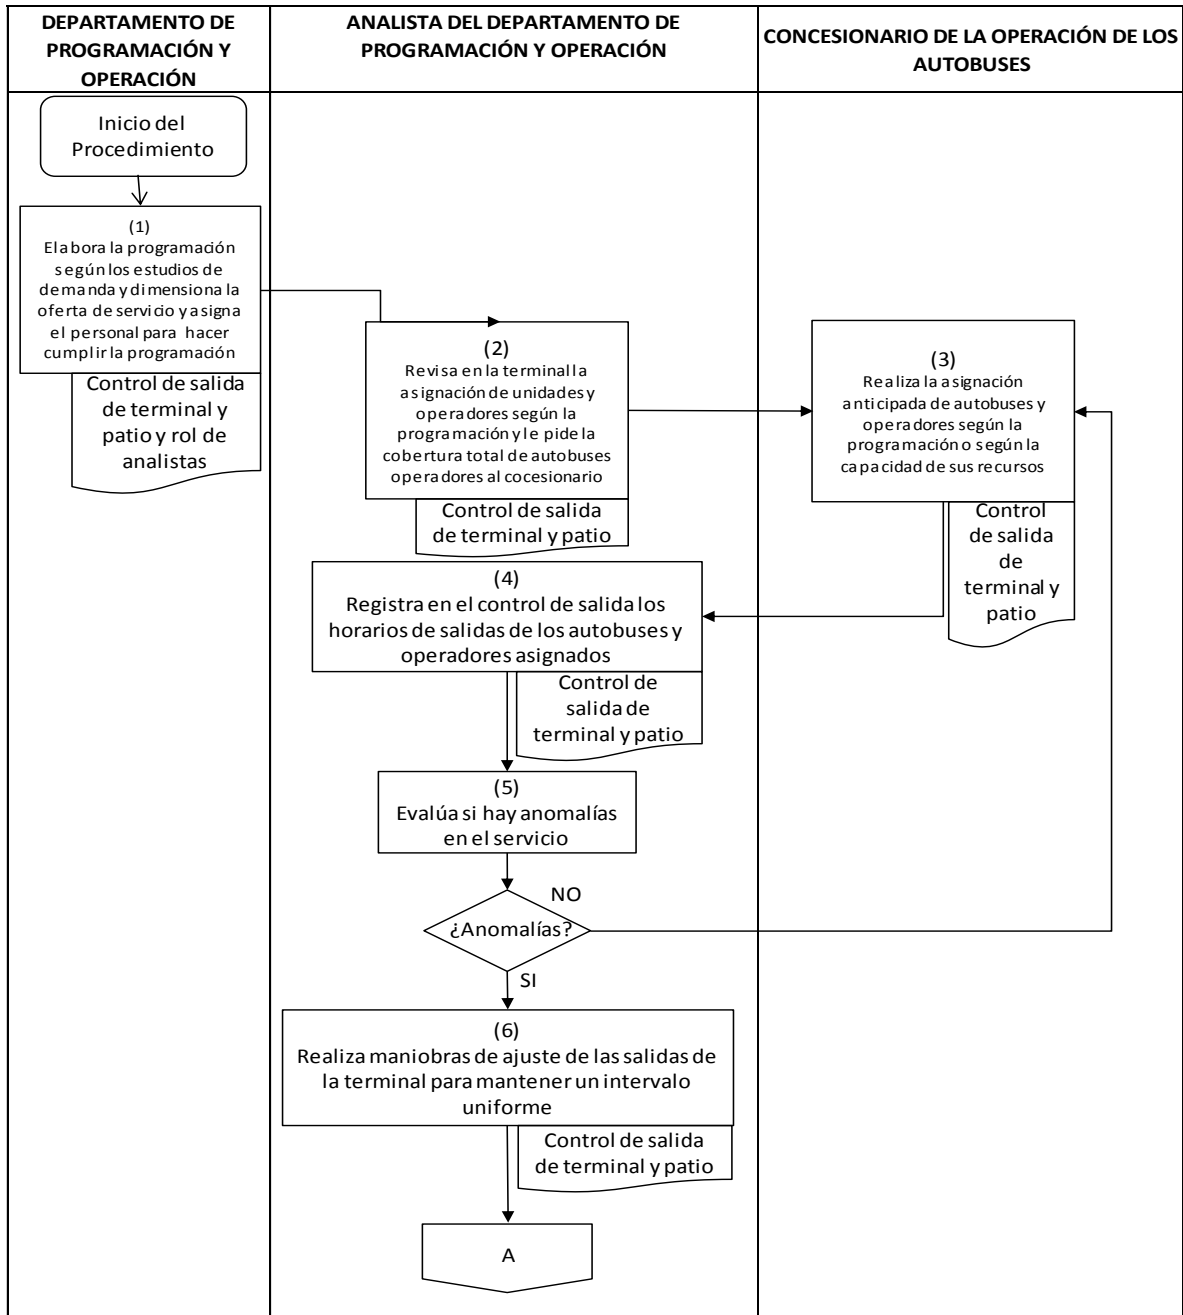 DEPARTAMENTO DE
PROGRAMACIÓN Y
OPERACIÓN
ANALISTA DEL DEPARTAMENTO DE
PROGRAMACIÓN Y OPERACIÓN
CONCESIONARIO DE LA OPERACIÓN DE LOS
AUTOBUSES
Inicio del
Procedimiento
(1)
Elabora la programación
según los estudios de
demanda y dimensiona la
oferta de servicio y asigna
el personal para hacer
cumplir la programación
Control de salida
de terminal y
patio y rol de
analistas
(2)
Revisa en la terminal la
asignación de unidades y
operadores según la
programación y le pide la
cobertura total de autobuses
operadores al cocesionario
Control de salida
de terminal y patio
(3)
Realiza la asignación
anticipada de autobuses y
operadores según la
programación o según la
capacidad de sus recursos
Control
de salida
de
terminal y
patio
(4)
Registra en el control de salida los
horarios de salidas de los autobuses y
operadores asignados
Control de
salida de
terminal y patio
(5)
Evalúa si hay anomalías
en el servicio
NO
¿Anomalías?
SI
(6)
Realiza maniobras de ajuste de las salidas de
la terminal para mantener un intervalo
uniforme
Control de salida
de terminal y patio
A